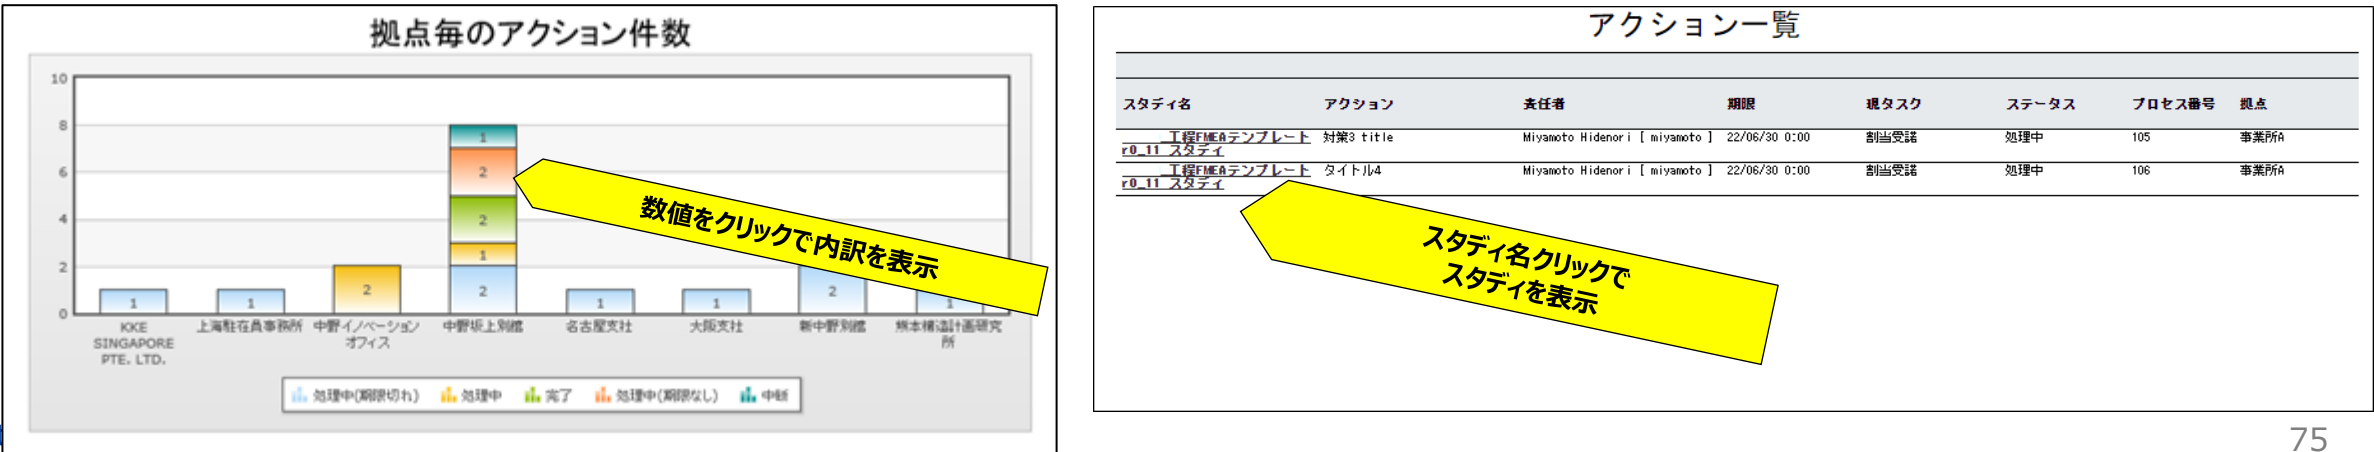 拠点毎のアクション件数
10
8
6
4
2
0
1
1
2
1
2
2
1
2
1
1
2
1
KKE
SINGAPORE
PTE. LTD.
上海駐在員事務所
中野イノベーション
オフィス
中野坂上別館
名古屋支社
大阪支社
新中野別館
熊本構造計画研究
所
処理中(期限切れ)
処理中
完了
処理中(期限なし)
中断
数値をクリックで内訳を表示
アクション一覧
スタディ名 アクション 責任者 期限 現タスク ステータス プロセス番号 拠点
工程FMEAテンプレート 対策3 title Miyamoto Hidenori [ miyamoto ] 22/06/30 0:00 割当受諾 処理中 105 事業所A
r0_11 スタディ
工程FMEAテンプレート タイトル4 Miyamoto Hidenori [ miyamoto ] 22/06/30 0:00 割当受諾 処理中 106 事業所A
r0_11 スタディ
スタディ名クリックで
スタディを表示
75